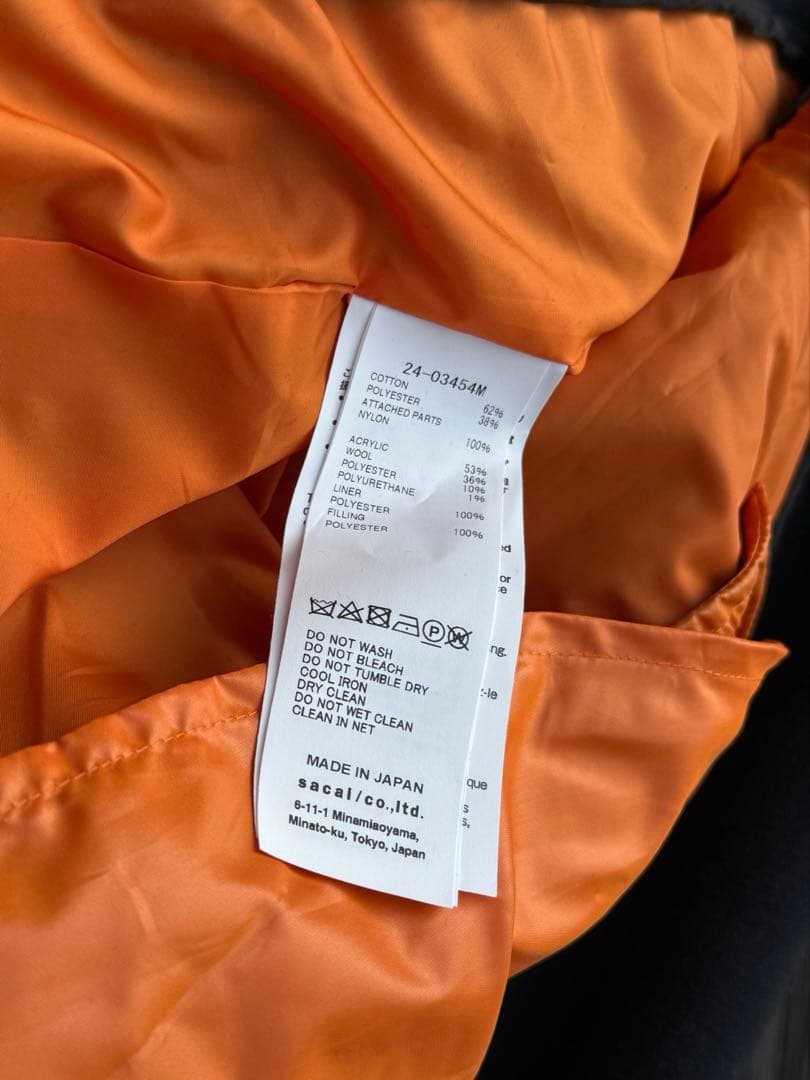 24-03454M
COTTON 62%
POLYESTER 38%
ATTACHED PARTS
NYLON 100%
ACRYLIC 53%
WOOL 36%
POLYESTER 10%
POLYURETHANE 1%
LINER
POLYESTER 100%
FILLING
POLYESTER 100%
P W
DO NOT WASH
DO NOT BLEACH
DO NOT TUMBLE DRY
COOL IRON
DRY CLEAN
DO NOT WET CLEAN
CLEAN IN NET
MADE IN JAPAN
sacai/co.,ltd.
6-11-1 Minamiaoyama,
Minato-ku, Tokyo, Japan